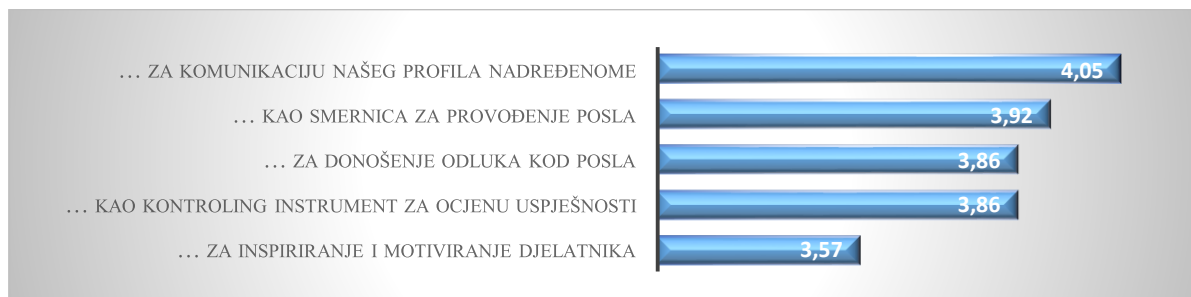 ... ZA KOMUNIKACIJU NAŠEG PROFILA NADREĐENOME 4,05
... KAO SMERNICA ZA PROVOĐENJE POSLA 3,92
... ZA DONOŠENJE ODLUKA KOD POSLA 3,86
... KAO KONTROLING INSTRUMENT ZA OCJENU USPJEŠNOSTI 3,86
... ZA INSPIRIRANJE I MOTIVIRANJE DJELATNIKA 3,57